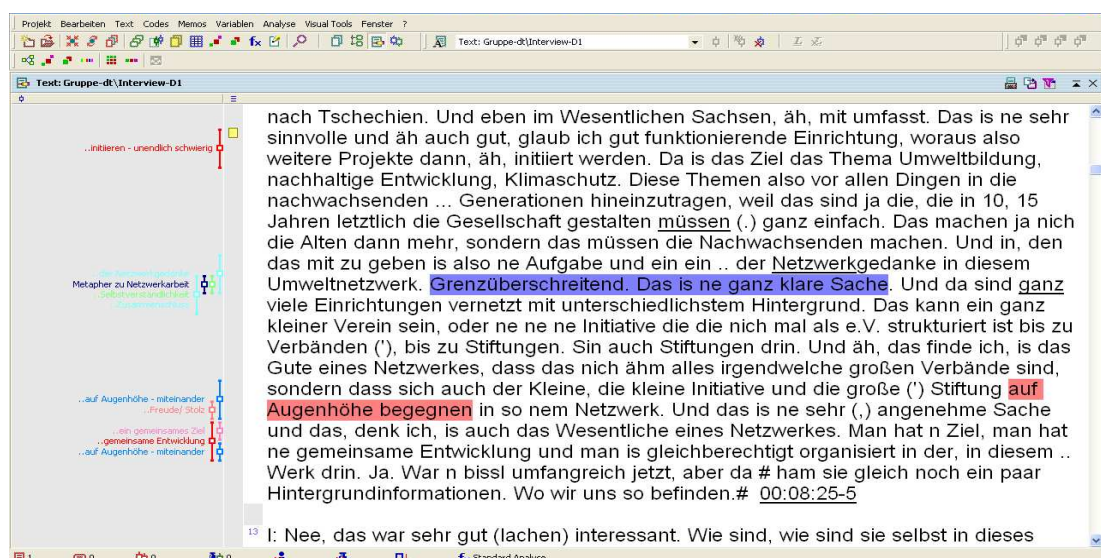 Projekt Bearbeiten Text Codes Memos Variablen Analyse Visual Tools Fenster ?
Text: Gruppe-dt\Interview-D1
Text: Gruppe-dt\Interview-D1
nach Tschechien. Und eben im Wesentlichen Sachsen, äh, mit umfasst. Das is ne sehr
sinnvolle und äh auch gut, glaub ich gut funktionierende Einrichtung, woraus also
..initiieren - unendlich schwierig
weitere Projekte dann, äh, initiiert werden. Da is das Ziel das Thema Umweltbildung,
nachhaltige Entwicklung, Klimaschutz. Diese Themen also vor allen Dingen in die
nachwachsenden ... Generationen hineinzutragen, weil das sind ja die, die in 10, 15
Jahren letztlich die Gesellschaft gestalten müssen (.) ganz einfach. Das machen ja nich
die Alten dann mehr, sondern das müssen die Nachwachsenden machen. Und in, den
das mit zu geben is also ne Aufgabe und ein ein .. der Netzwerkgedanke in diesem
der Netzwerkgedanke
Metapher zu Netzwerkarbeit
..Selbstverständlichkeit
Umweltnetzwerk. Grenzüberschreitend. Das is ne ganz klare Sache. Und da sind ganz
viele Einrichtungen vernetzt mit unterschiedlichstem Hintergrund. Das kann ein ganz
kleiner Verein sein, oder ne ne ne Initiative die die nich mal als e.V. strukturiert ist bis zu
Verbänden ('), bis zu Stiftungen. Sin auch Stiftungen drin. Und äh, das finde ich, is das
Gute eines Netzwerkes, dass das nich ähm alles irgendwelche großen Verbände sind,
sondern dass sich auch der Kleine, die kleine Initiative und die große (') Stiftung auf
..auf Augenhöhe - miteinander
..Freude/ Stolz
Augenhöhe begegnen in so nem Netzwerk. Und das is ne sehr (,) angenehme Sache
und das, denk ich, is auch das Wesentliche eines Netzwerkes. Man hat n Ziel, man hat
..ein gemeinsames Ziel
..gemeinsame Entwicklung
..auf Augenhöhe - miteinander
ne gemeinsame Entwicklung und man is gleichberechtigt organisiert in der, in diesem ..
Werk drin. Ja. War n bissl umfangreich jetzt, aber da # ham sie gleich noch ein paar
Hintergrundinformationen. Wo wir uns so befinden.# 00:08:25-5
13 I: Nee, das war sehr gut (lachen) interessant. Wie sind, wie sind sie selbst in dieses
Standard Analyse